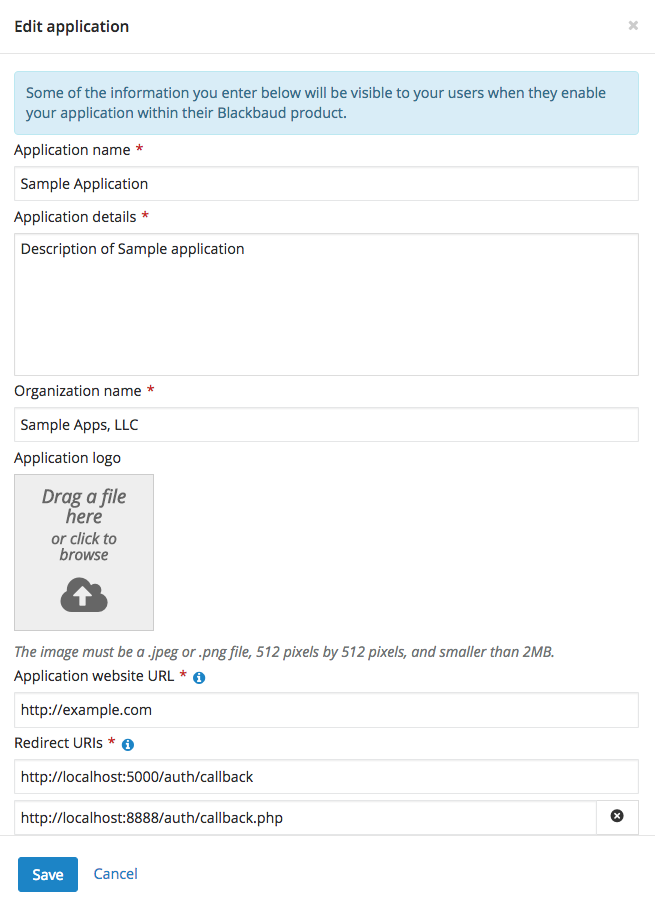 Edit application
Some of the information you enter below will be visible to your users when they enable
your application within their Blackbaud product.
Application name *
Sample Application
Application details *
Description of Sample application
Organization name *
Sample Apps, LLC
Application logo
Drag a file
here
or click to
browse
The image must be a .jpeg or .png file, 512 pixels by 512 pixels, and smaller than 2MB.
Application website URL *
http://example.com
Redirect URIs *
http://localhost:5000/auth/callback
http://localhost:8888/auth/callback.php
Save Cancel